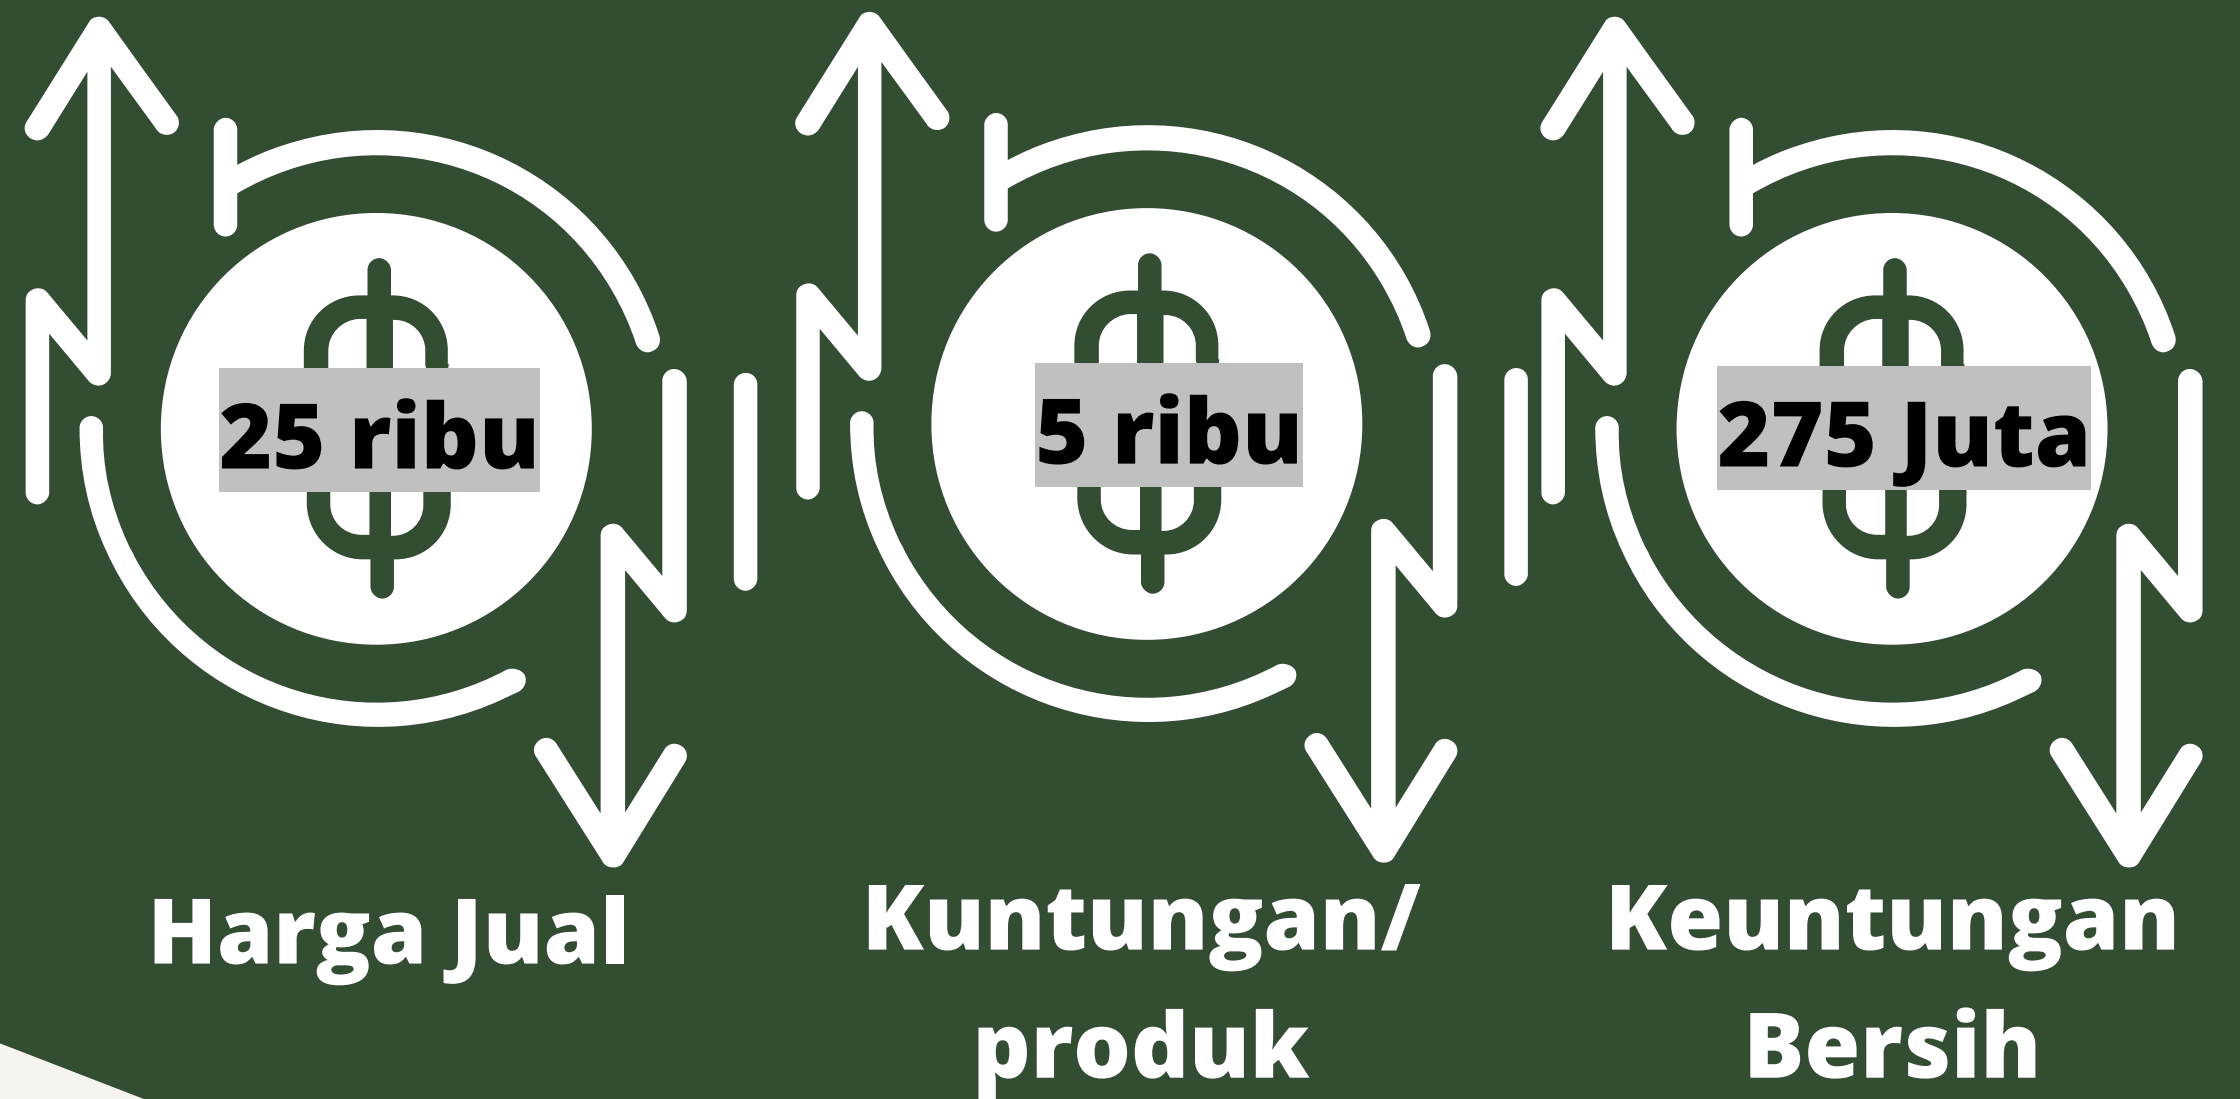 25 ribu
5 ribu
275 Juta
Harga Jual
Kuntungan/
produk
Keuntungan
Bersih